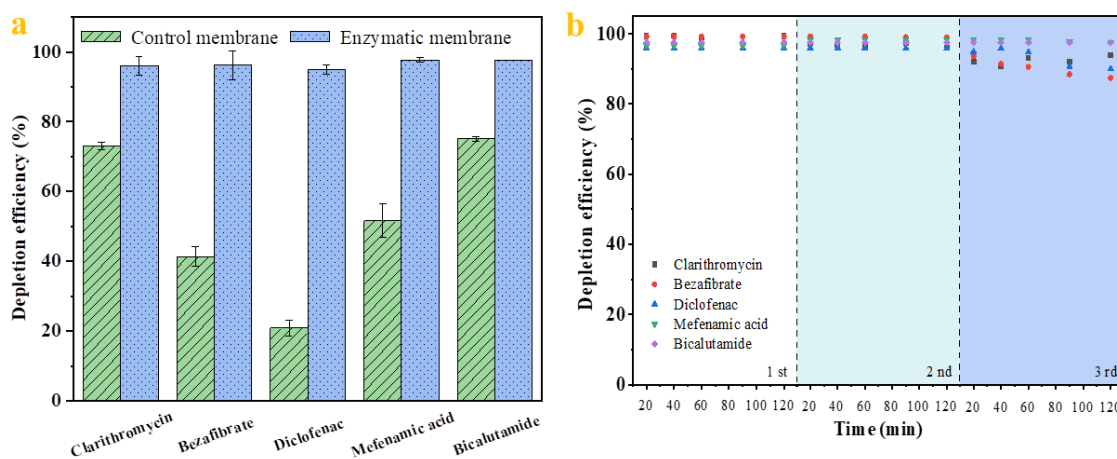 a
Control membrane
Enzymatic membrane
Depletion efficiency (%)
100
80
60
40
20
0
Clarithromycin
Bezafibrate
Diclofenac
Mefenamic acid
Bicalutamide
b
Depletion efficiency (%)
100
80
60
40
20
0
Clarithromycin
Bezafibrate
Diclofenac
Mefenamic acid
Bicalutamide
1 st
2 nd
3 rd
20 40 60 80 100 120 20 40 60 80 100 120 20 40 60 80 100 120
Time (min)